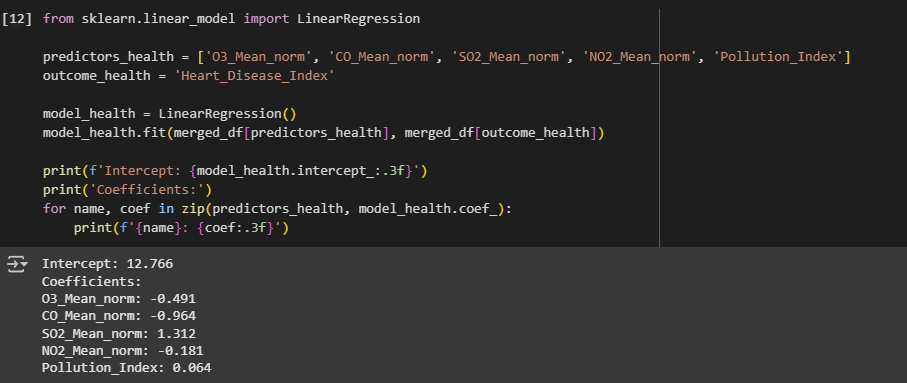 [12] from sklearn.linear_model import LinearRegression
predictors_health = ['O3_Mean_norm', 'CO_Mean_norm', 'SO2_Mean_norm', 'NO2_Mean_norm', 'Pollution_Index']
outcome_health = 'Heart_Disease_Index'
model_health = LinearRegression()
model_health.fit(merged_df[predictors_health], merged_df[outcome_health])
print(f'Intercept: {model_health.intercept_:.3f}')
print('Coefficients:')
for name, coef in zip(predictors_health, model_health.coef_):
    print(f'{name}: {coef:.3f}')
Intercept: 12.766
Coefficients:
O3_Mean_norm: -0.491
CO_Mean_norm: -0.964
SO2_Mean_norm: 1.312
NO2_Mean_norm: -0.181
Pollution_Index: 0.064